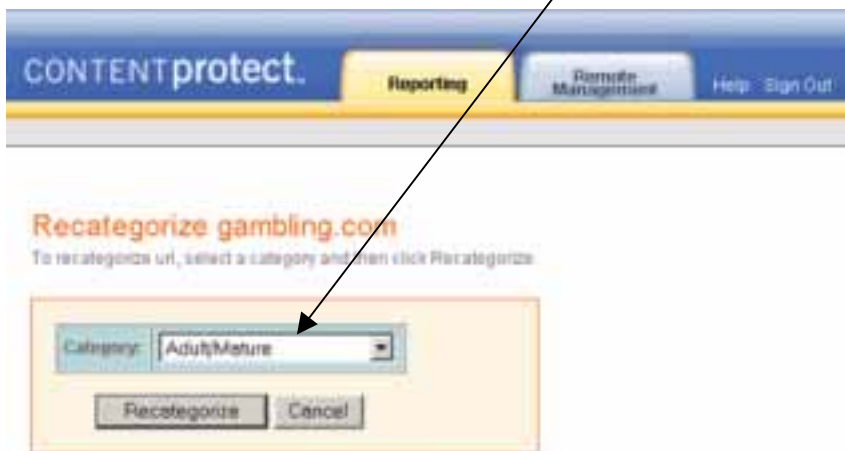 CONTENTprotect.
Reporting
Remote
Management
Help Sign Out
Recategorize gambling.com
To recategorize url, select a category and then click Recategorize.
Category: Adult/Mature
Recategorize Cancel